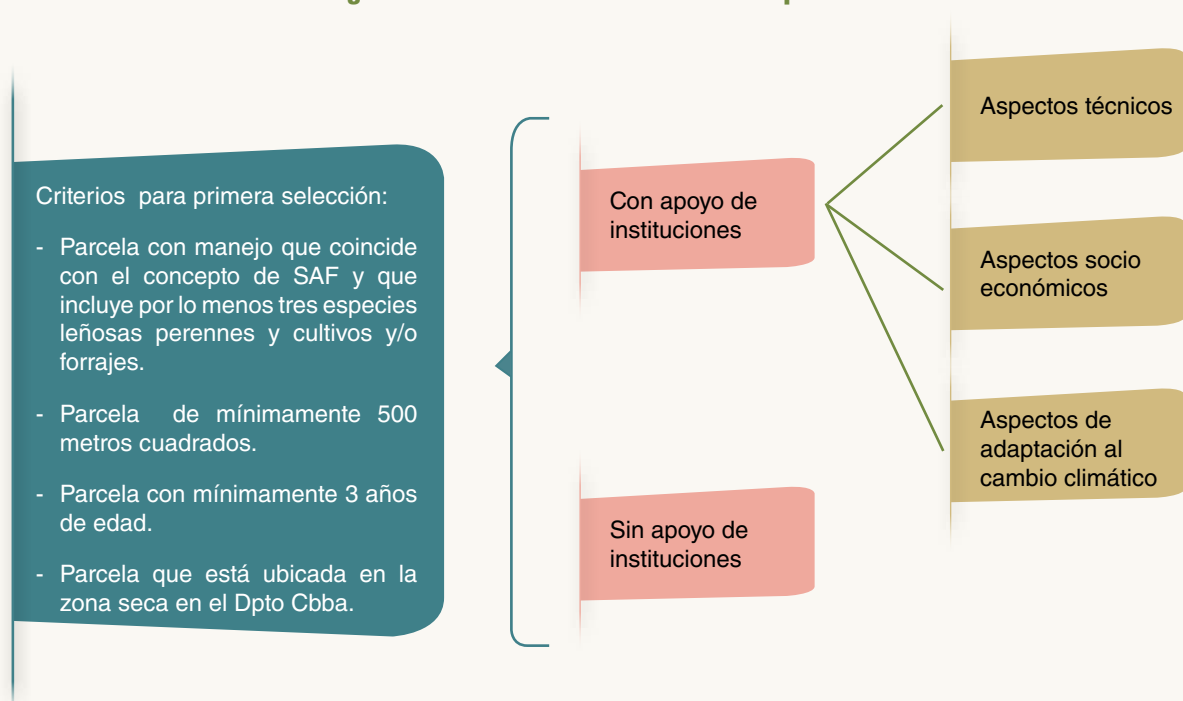 Criterios para primera selección:
- Parcela con manejo que coincide
con el concepto de SAF y que
incluye por lo menos tres especies
leñosas perennes y cultivos y/o
forrajes.
- Parcela de mínimamente 500
metros cuadrados.
- Parcela con mínimamente 3 años
de edad.
- Parcela que está ubicada en la
zona seca en el Dpto Cbba.
Con apoyo de
instituciones
Sin apoyo de
instituciones
Aspectos técnicos
Aspectos socio
económicos
Aspectos de
adaptación al
cambio climático